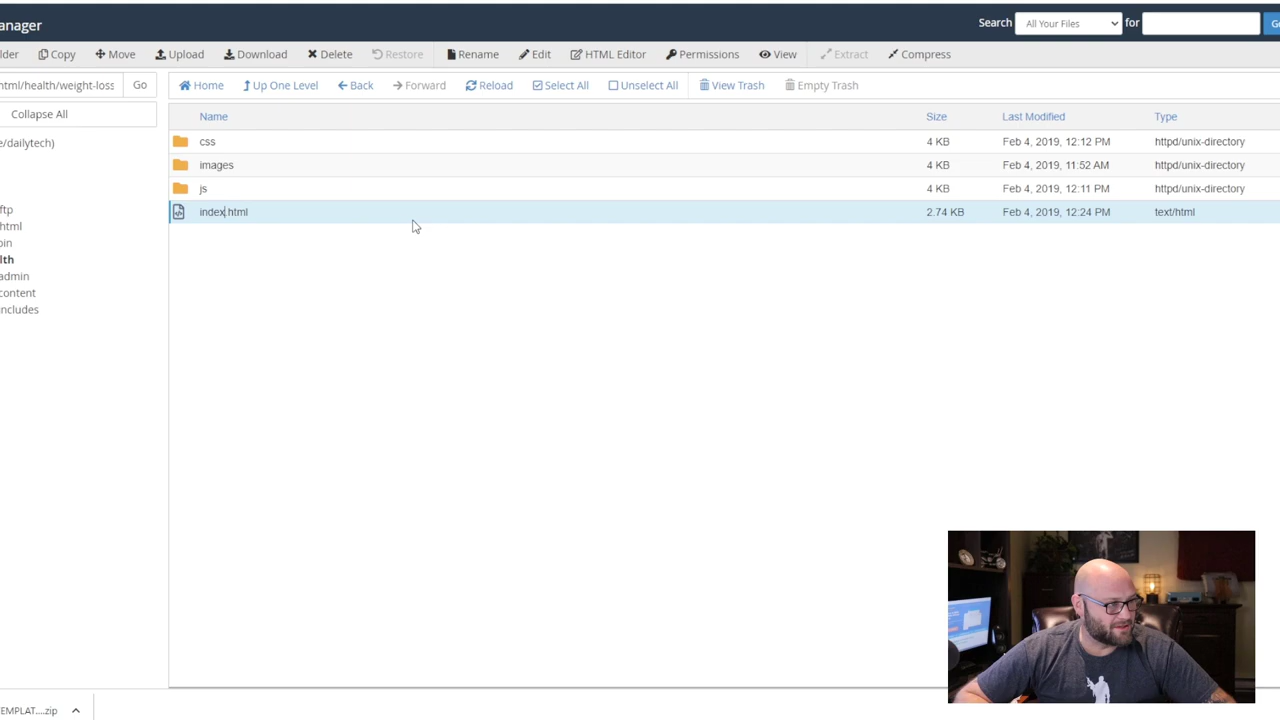 anager
Search All Your Files for Go
lder Copy Move Upload Download Delete Restore Rename Edit HTML Editor Permissions View Extract Compress
html/health/weight-loss Go Home Up One Level Back Forward Reload Select All Unselect All View Trash Empty Trash
Collapse All
Name Size Last Modified Type
e/dailytech)
css 4 KB Feb 4, 2019, 12:12 PM httpd/unix-directory
images 4 KB Feb 4, 2019, 11:52 AM httpd/unix-directory
js 4 KB Feb 4, 2019, 12:11 PM httpd/unix-directory
index.html 2.74 KB Feb 4, 2019, 12:24 PM text/html
ftp
html
bin
lth
admin
content
includes
EMPLAT....zip